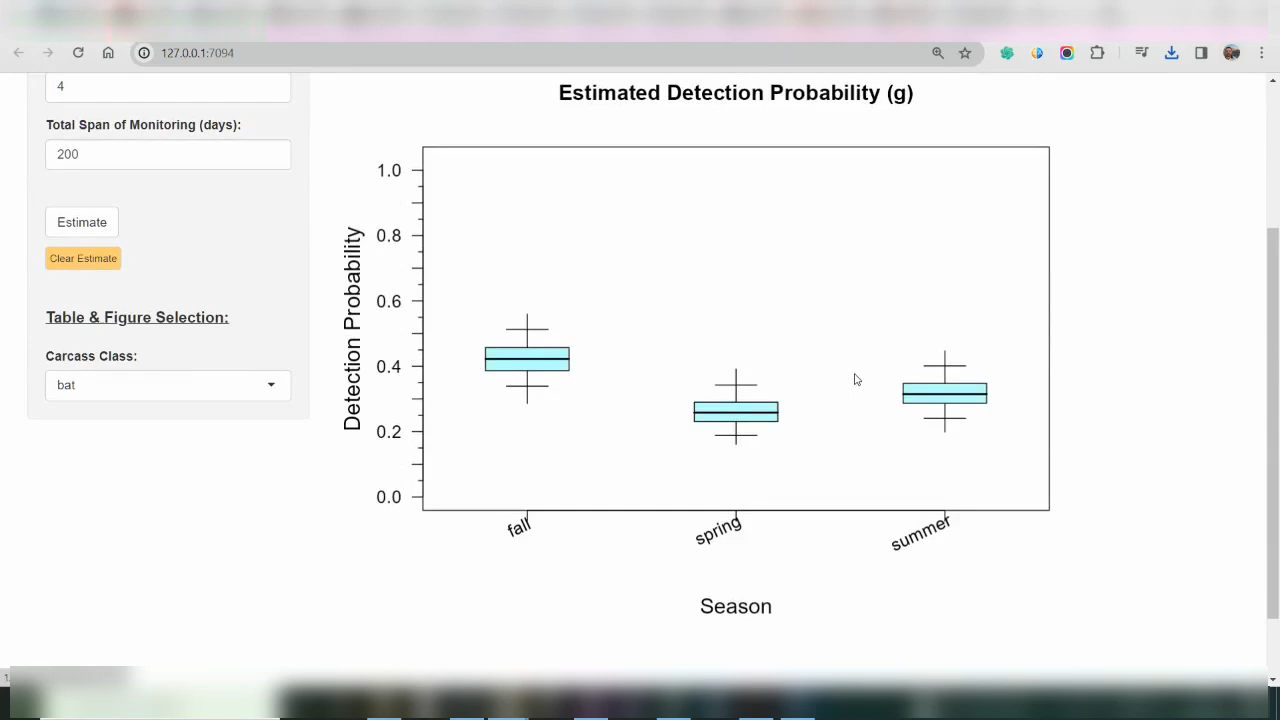 127.0.0.1:7094
4
Total Span of Monitoring (days):
200
Estimate
Clear Estimate
Table & Figure Selection:
Carcass Class:
bat
Estimated Detection Probability (g)
Detection Probability
1.0
0.8
0.6
0.4
0.2
0.0
fall
spring
summer
Season